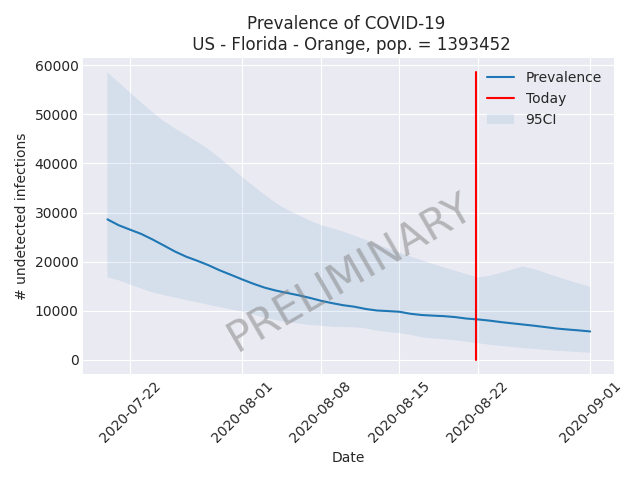 Prevalence of COVID-19
US - Florida - Orange, pop. = 1393452
60000
50000
40000
30000
20000
10000
0
# undetected infections
Prevalence
Today
95CI
PRELIMINARY
2020-07-22
2020-08-01
2020-08-08
2020-08-15
2020-08-22
2020-09-01
Date